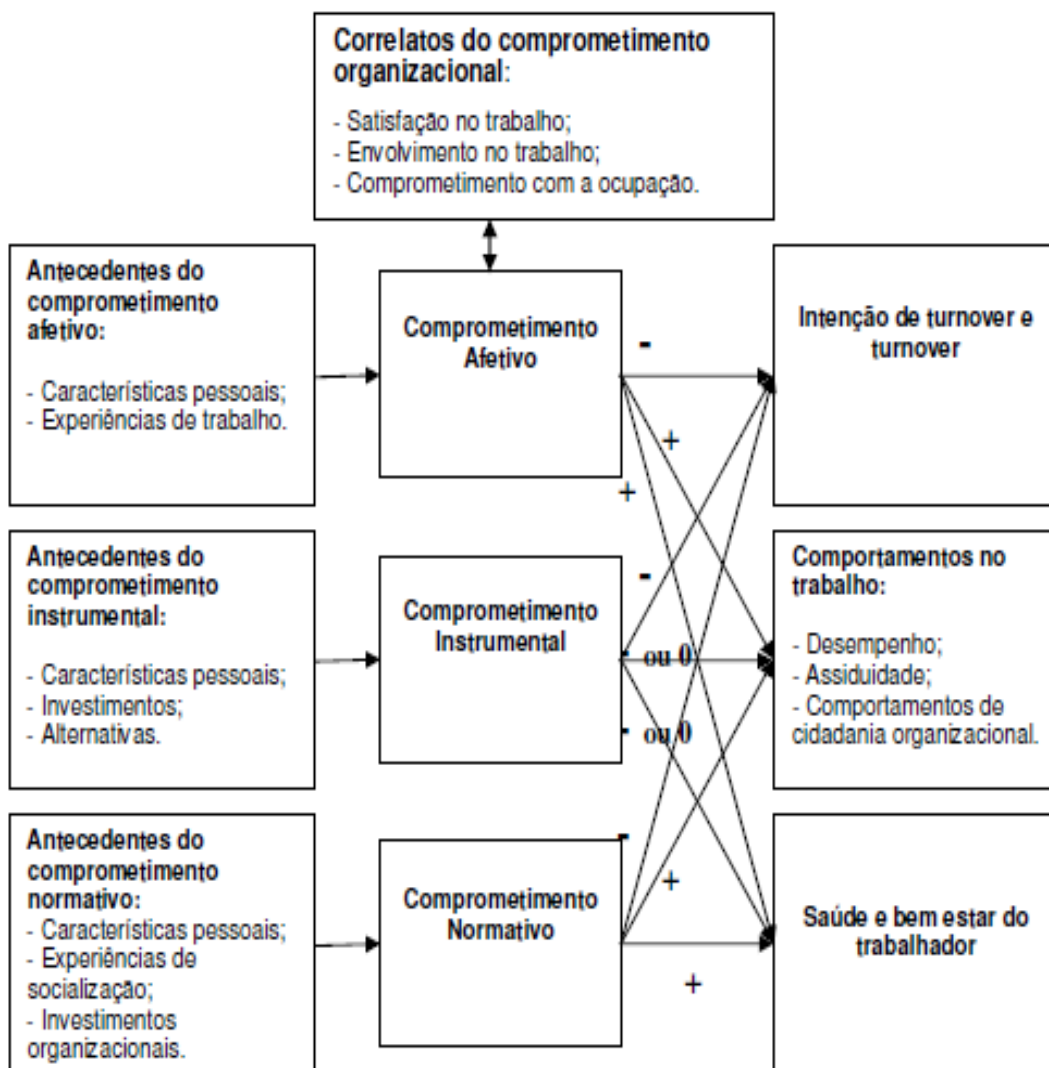 Correlatos do comprometimento
organizacional:
- Satisfação no trabalho;
- Envolvimento no trabalho;
- Comprometimento com a ocupação.
Antecedentes do
comprometimento
afetivo:
- Características pessoais;
- Experiências de trabalho.
Comprometimento
Afetivo
Intenção de turnover e
turnover
-
+
+
Antecedentes do
comprometimento
instrumental:
- Características pessoais;
- Investimentos;
- Alternativas.
Comprometimento
Instrumental
-
- ou 0
- ou 0
Comportamentos no
trabalho:
- Desempenho;
- Assiduidade;
- Comportamentos de
cidadania organizacional.
Antecedentes do
comprometimento
normativo:
- Características pessoais;
- Experiências de
socialização;
- Investimentos
organizacionais.
Comprometimento
Normativo
-
+
+
Saúde e bem estar do
trabalhador